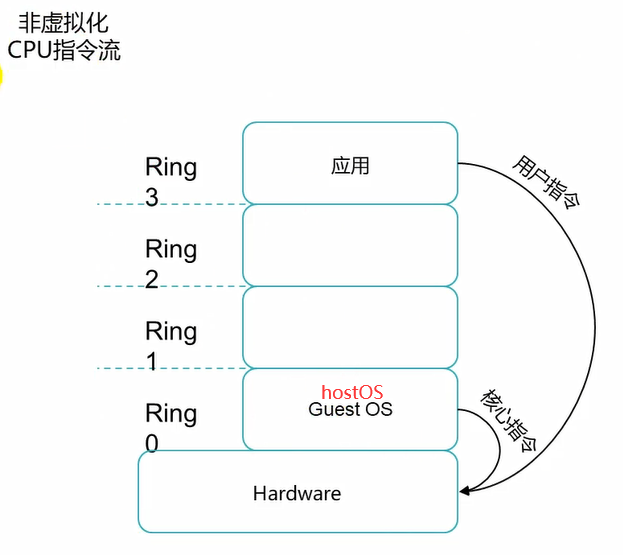 非虚拟化
CPU指令流
Ring
3
应用
用户指令
Ring
2
Ring
1
Ring
0
hostOS
Guest OS
核心指令
Hardware